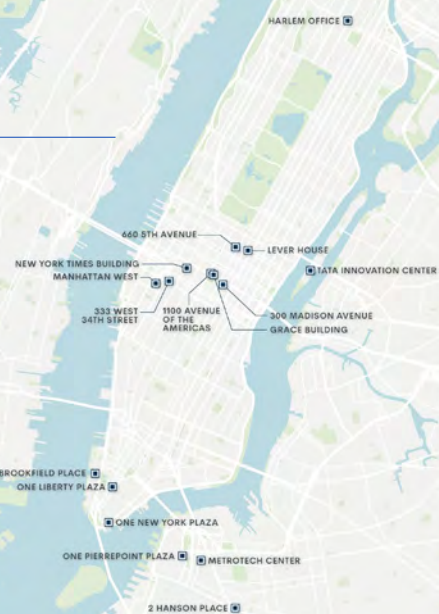 HARLEM OFFICE
660 5TH AVENUE
LEVER HOUSE
NEW YORK TIMES BUILDING
TATA INNOVATION CENTER
MANHATTAN WEST
333 WEST
34TH STREET
1100 AVENUE
OF THE
AMERICAS
300 MADISON AVENUE
GRACE BUILDING
BROOKFIELD PLACE
ONE LIBERTY PLAZA
ONE NEW YORK PLAZA
ONE PIERREPOINT PLAZA
METROTECH CENTER
2 HANSON PLACE